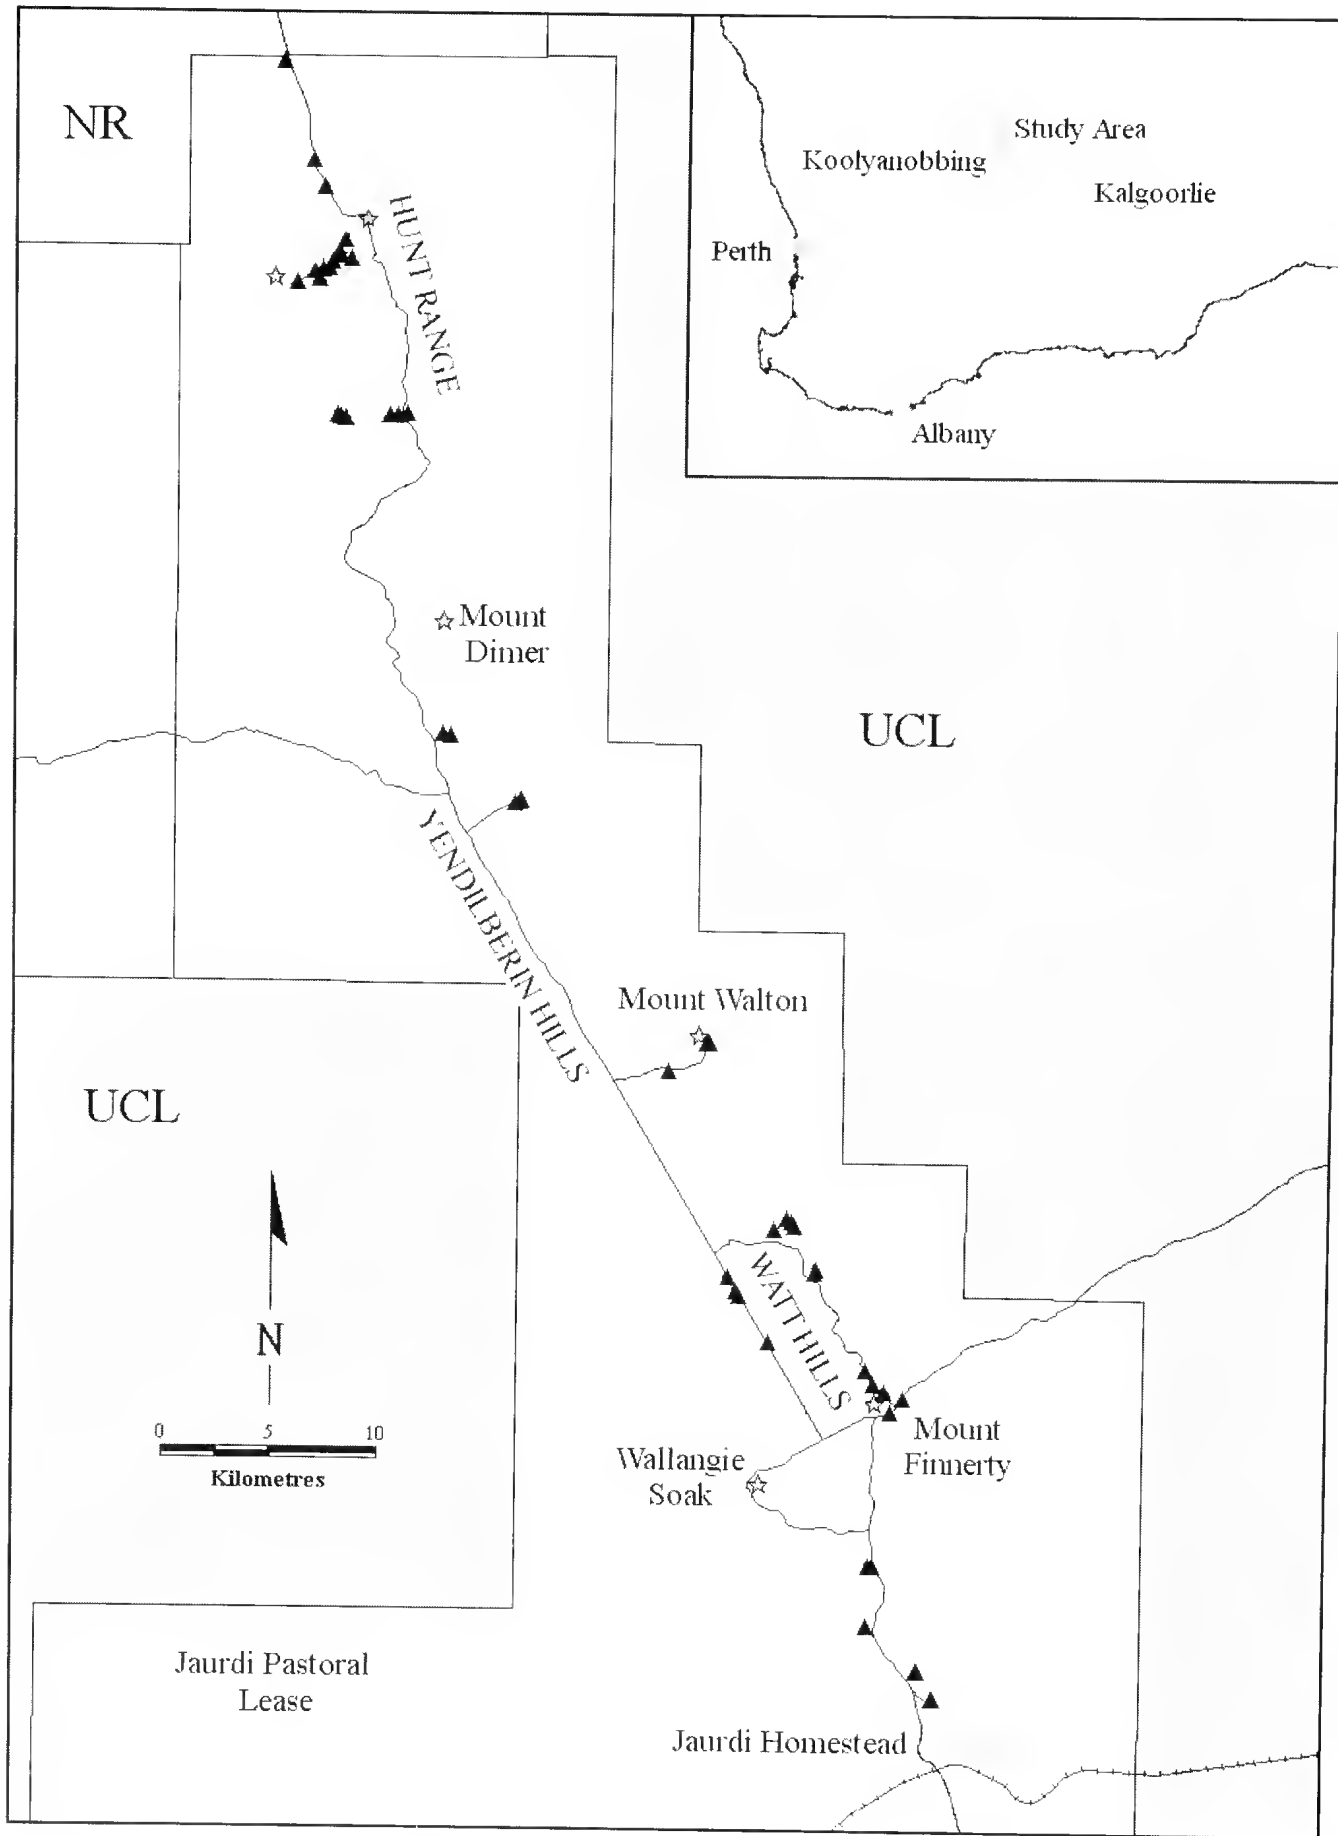 NR
Study Area
Koolyanobbing
Kalgoorlie
Perth
Albany
HUNT RANGE
Mount
Dimer
UCL
YENDILBERIN HILLS
Mount Walton
UCL
N
WATT HILLS
0 5 10
Kilometres
Mount
Finnerty
Wallangie
Soak
Jaurdi Pastoral
Lease
Jaurdi Homestead